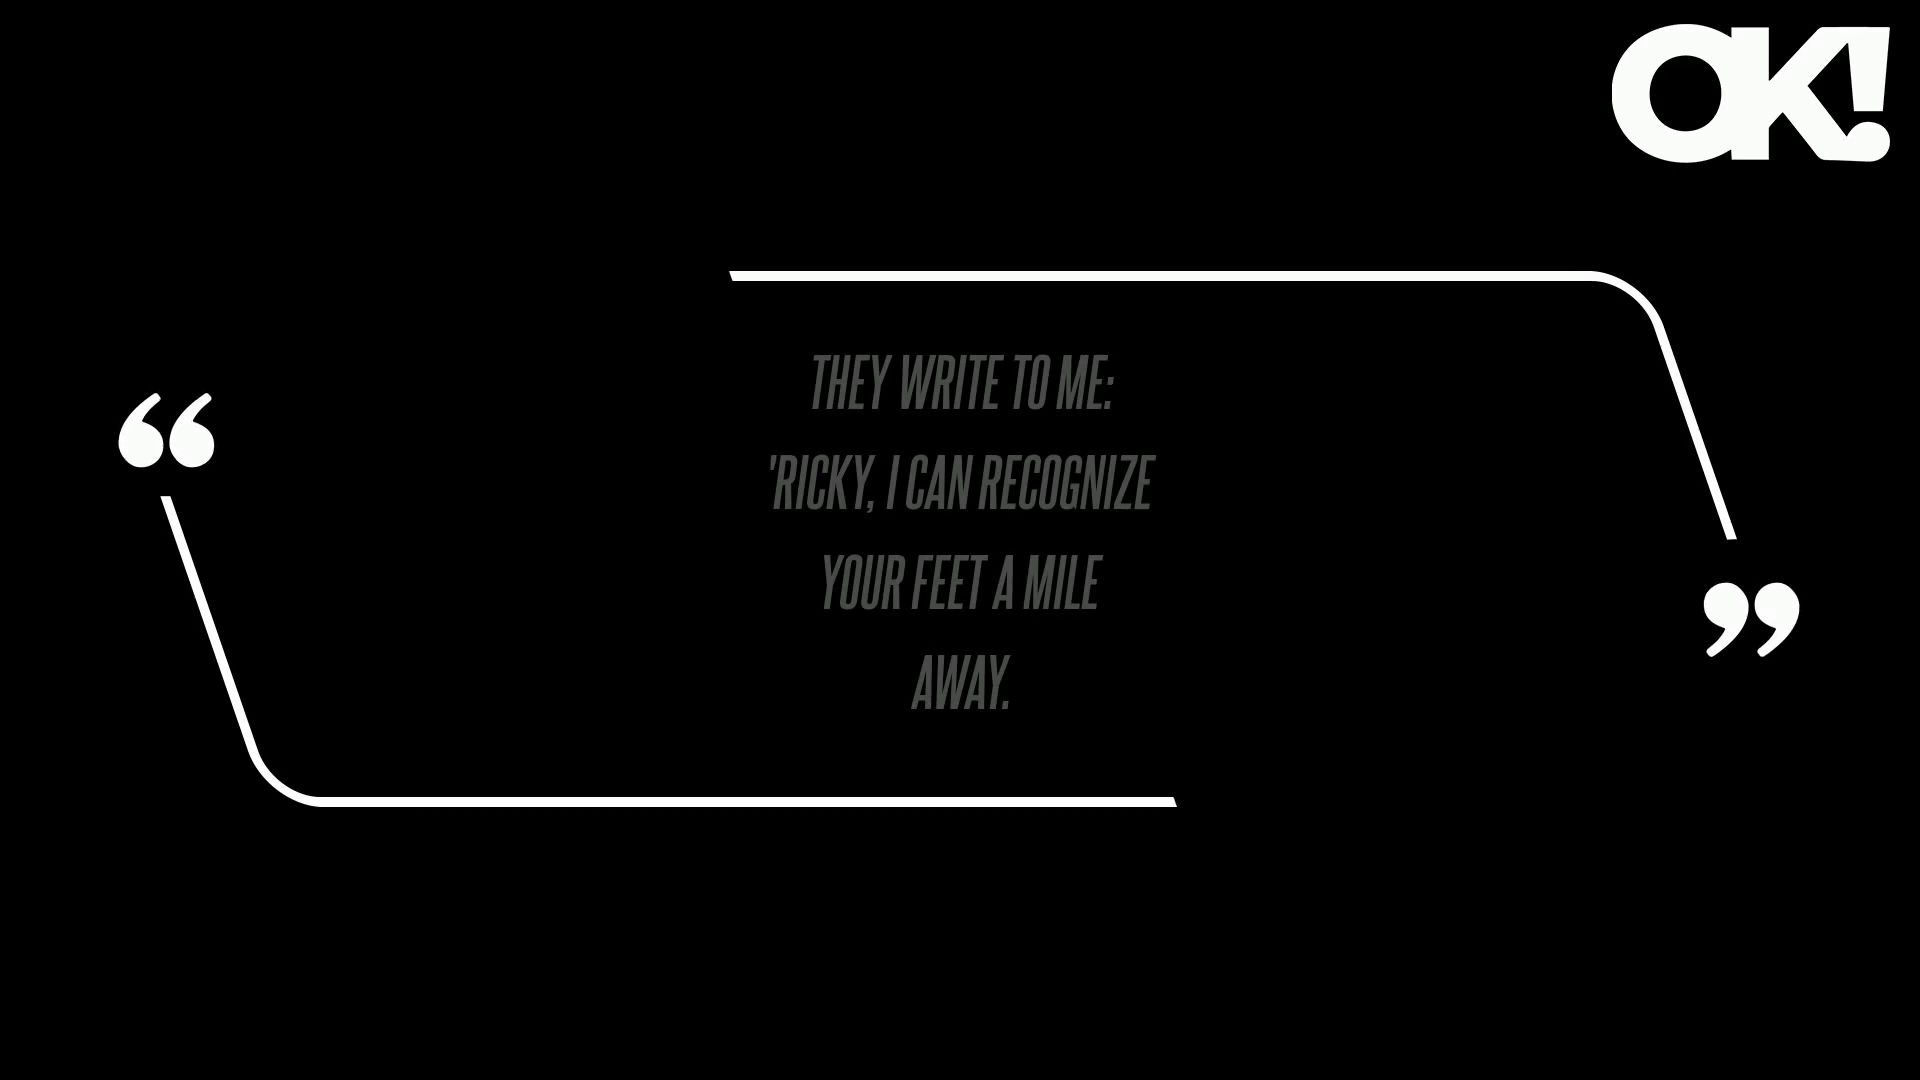 OK!
THEY WRITE TO ME:
'RICKY, I CAN RECOGNIZE
YOUR FEET A MILE
AWAY.